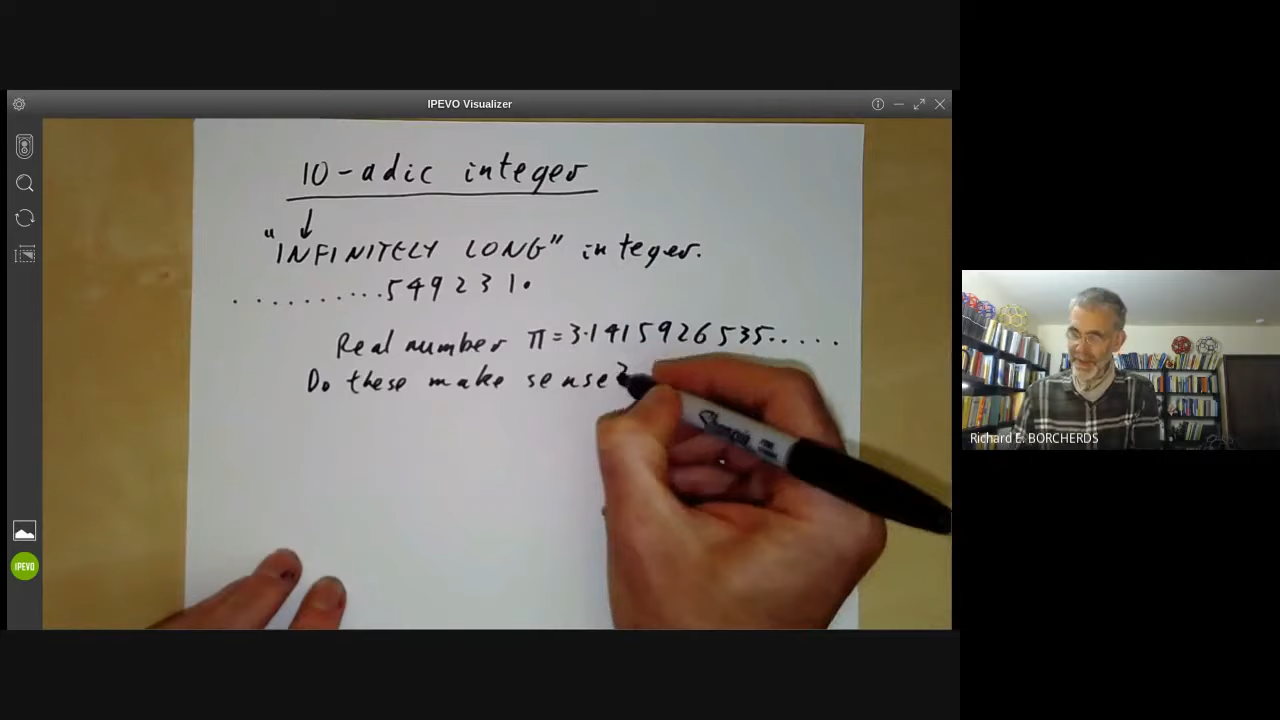 IPEVO Visualizer
10-adic integer
"INFINITELY LONG" integer.
..........549231.
Real number π = 3.1415926535.....
Do these make sense?
Sharpie
Richard E. BORCHERDS
IPEVO